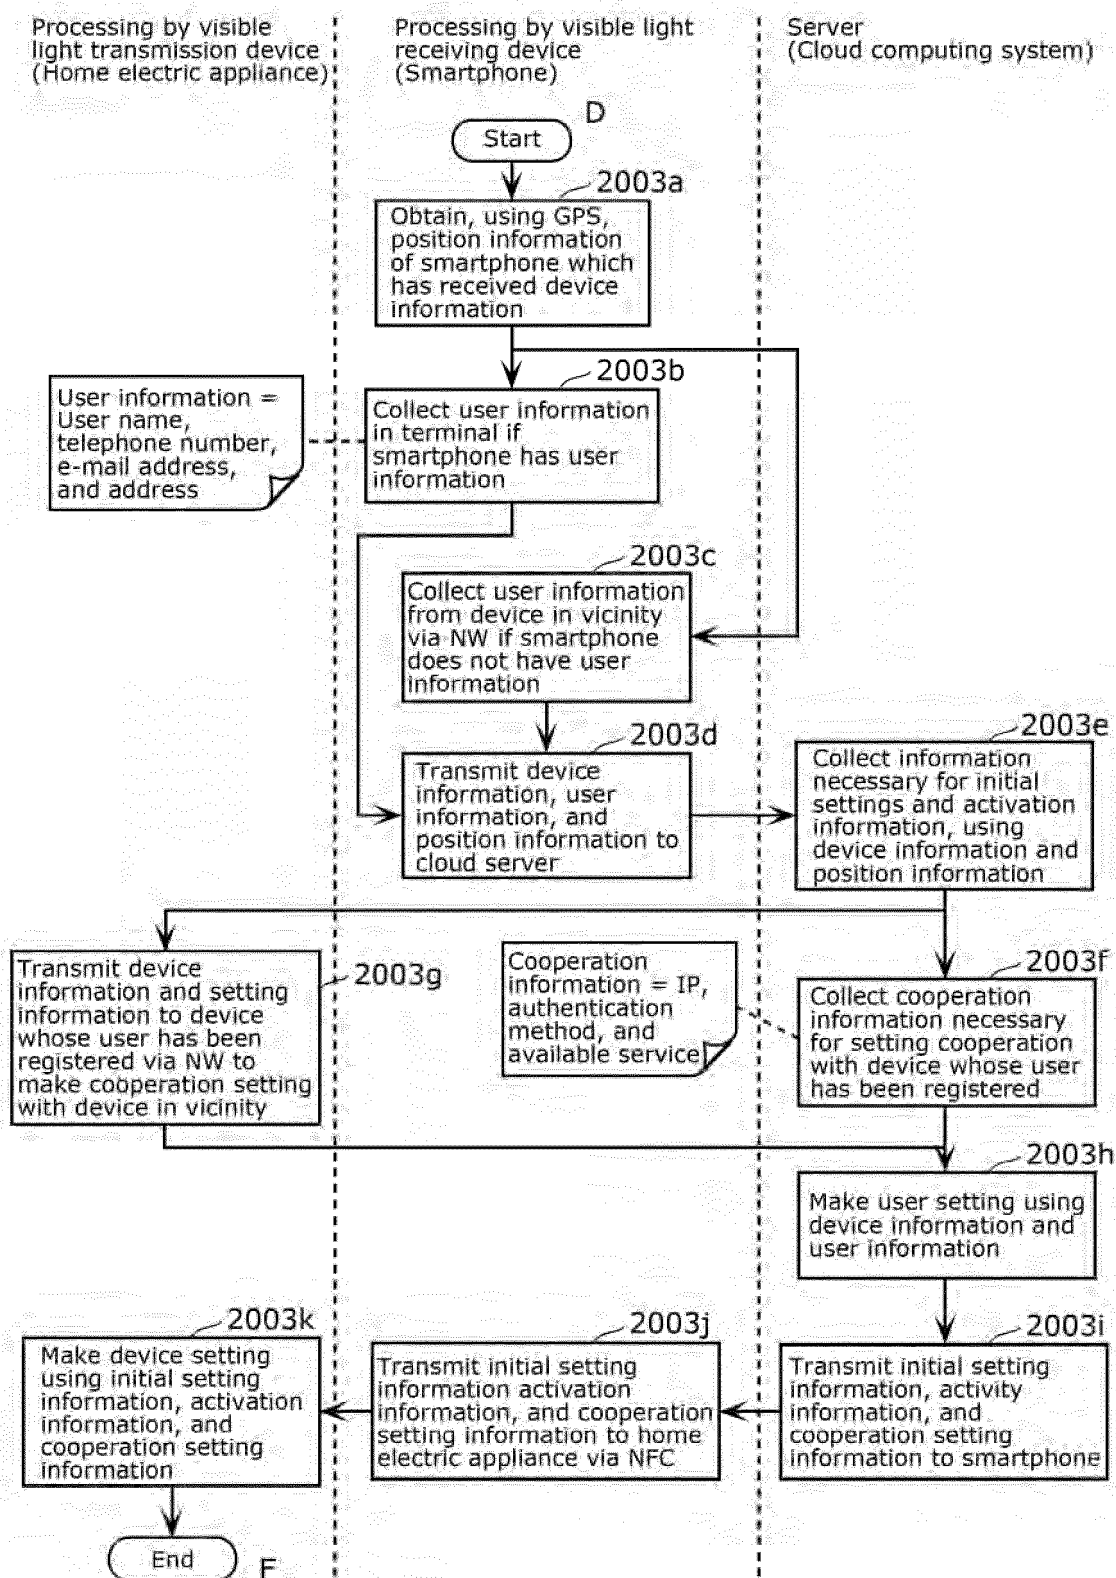 Processing by visible
light transmission device
(Home electric appliance)
Processing by visible light
receiving device
(Smartphone)
Server
(Cloud computing system)
D
Start
2003a
Obtain, using GPS,
position information
of smartphone which
has received device
information
2003b
Collect user information
in terminal if
smartphone has user
information
User information =
User name,
telephone number,
e-mail address,
and address
2003c
Collect user information
from device in vicinity
via NW if smartphone
does not have user
information
2003d
Transmit device
information, user
information, and
position information to
cloud server
2003e
Collect information
necessary for initial
settings and activation
information, using
device information and
position information
2003g
Transmit device
information and setting
information to device
whose user has been
registered via NW to
make cooperation setting
with device in vicinity
Cooperation
information = IP,
authentication
method, and
available service
2003f
Collect cooperation
information necessary
for setting cooperation
with device whose user
has been registered
2003h
Make user setting using
device information and
user information
2003i
Transmit initial setting
information, activity
information, and
cooperation setting
information to smartphone
2003j
Transmit initial setting
information activation
information, and cooperation
setting information to home
electric appliance via NFC
2003k
Make device setting
using initial setting
information, activation
information, and
cooperation setting
information
End